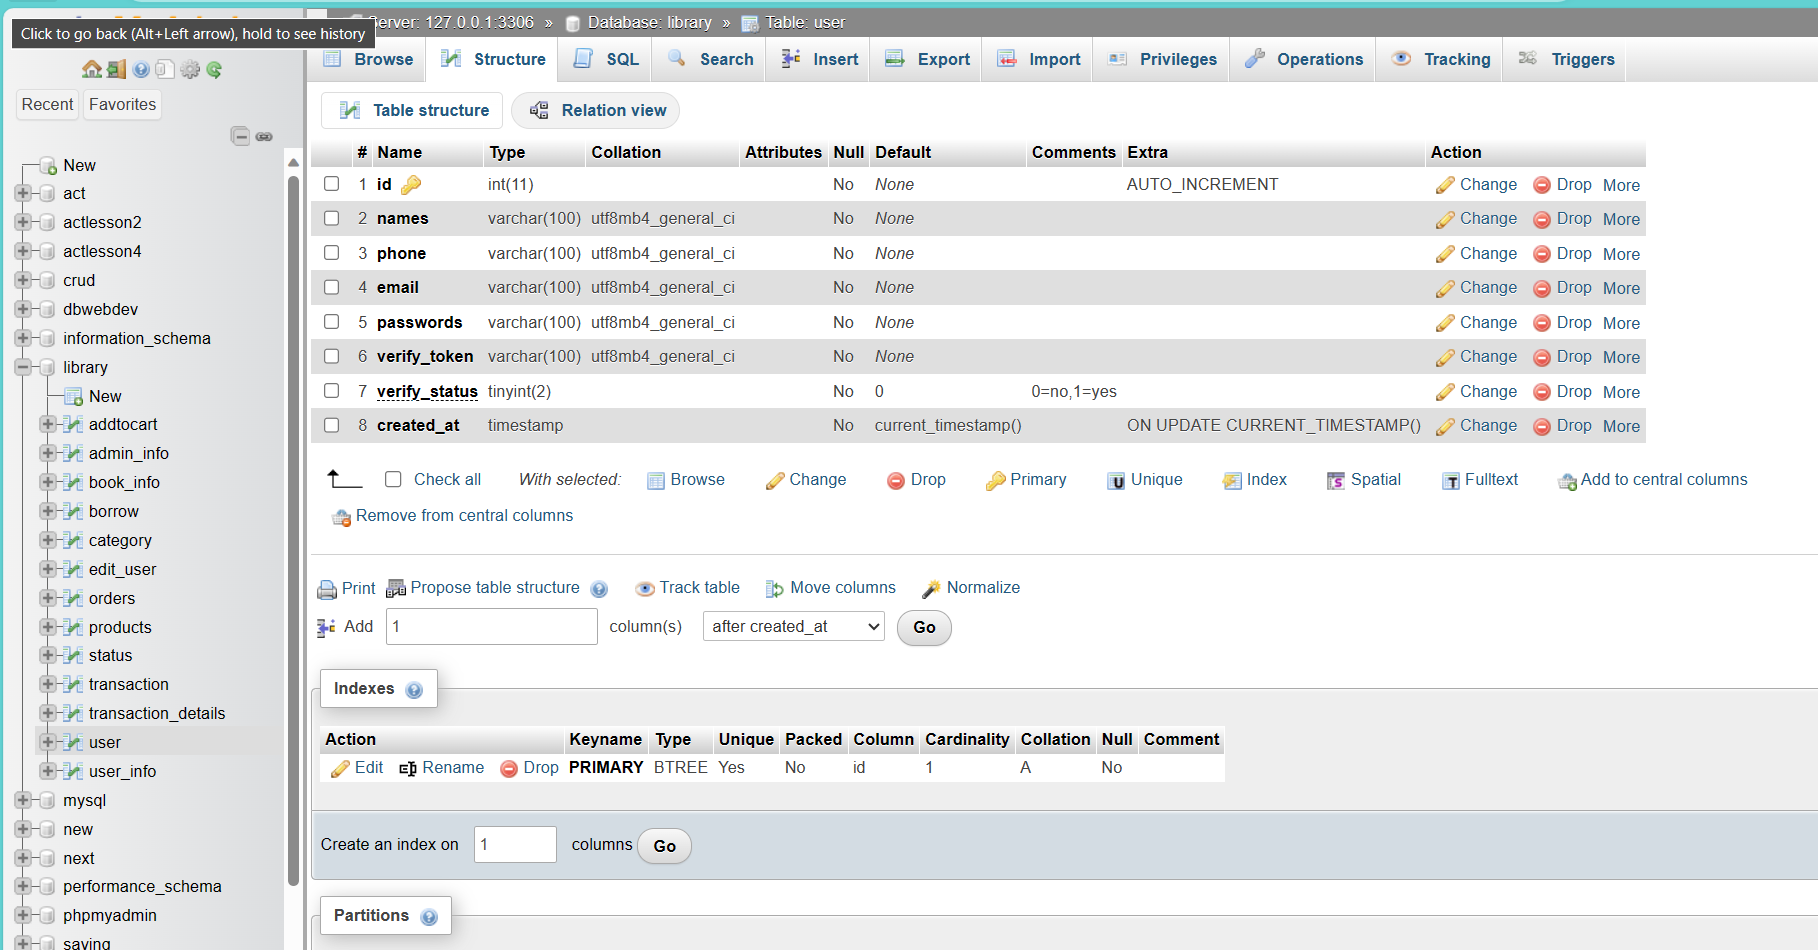 Click to go back (Alt+Left arrow), hold to see history
Server: 127.0.0.1:3306 » Database: library » Table: user
Browse Structure SQL Search Insert Export Import Privileges Operations Tracking Triggers
Recent Favorites
Table structure Relation view
New
act
actlesson2
actlesson4
crud
dbwebdev
information_schema
library
New
addtocart
admin_info
book_info
borrow
category
edit_user
orders
products
status
transaction
transaction_details
user
user_info
mysql
new
next
performance_schema
phpmyadmin
saving
# Name Type Collation Attributes Null Default Comments Extra Action
1 id int(11) No None AUTO_INCREMENT Change Drop More
2 names varchar(100) utf8mb4_general_ci No None Change Drop More
3 phone varchar(100) utf8mb4_general_ci No None Change Drop More
4 email varchar(100) utf8mb4_general_ci No None Change Drop More
5 passwords varchar(100) utf8mb4_general_ci No None Change Drop More
6 verify_token varchar(100) utf8mb4_general_ci No None Change Drop More
7 verify_status tinyint(2) No 0 0=no,1=yes Change Drop More
8 created_at timestamp No current_timestamp() ON UPDATE CURRENT_TIMESTAMP() Change Drop More
Check all With selected: Browse Change Drop Primary Unique Index Spatial Fulltext Add to central columns
Remove from central columns
Print Propose table structure Track table Move columns Normalize
Add 1 column(s) after created_at Go
Indexes
Action Keyname Type Unique Packed Column Cardinality Collation Null Comment
Edit Rename Drop PRIMARY BTREE Yes No id 1 A No
Create an index on 1 columns Go
Partitions